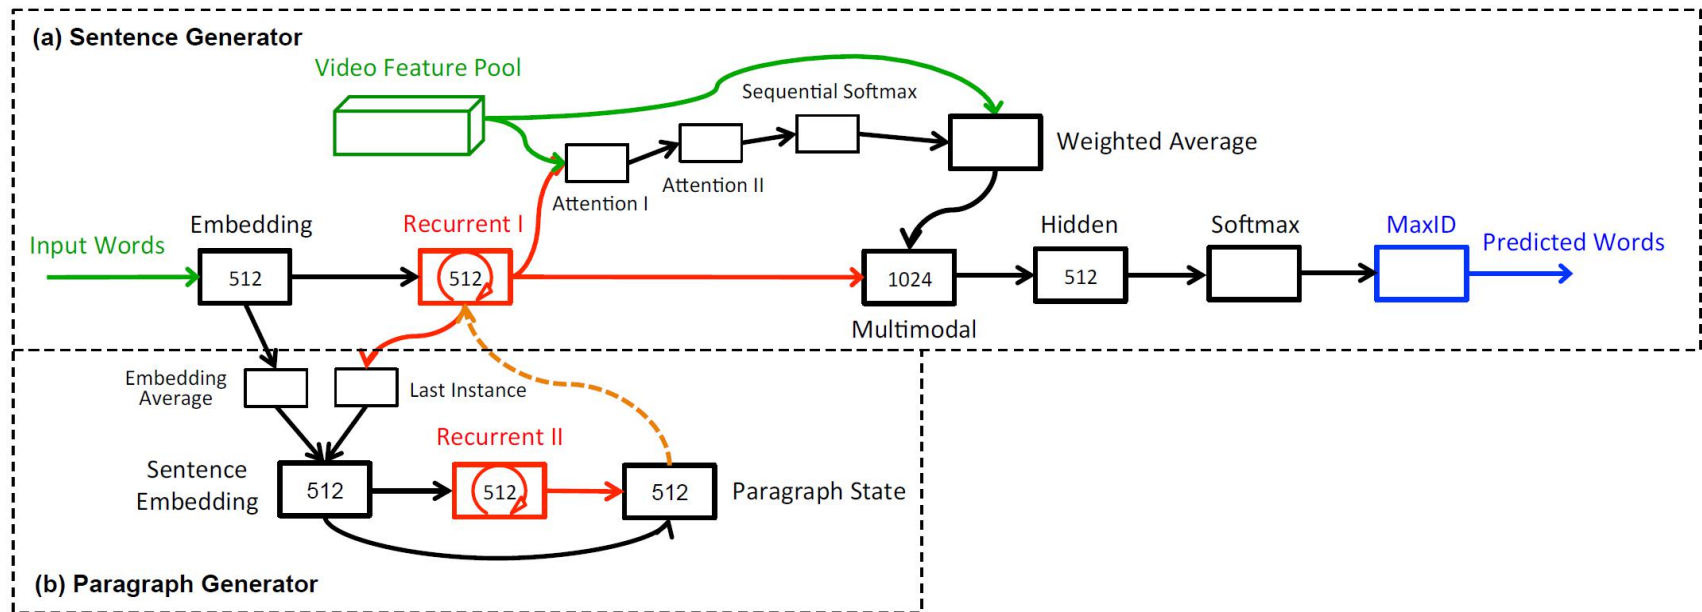 (a) Sentence Generator
Video Feature Pool
Sequential Softmax
Weighted Average
Attention II
Attention I
Embedding
Recurrent I
Hidden
Softmax
MaxID
Input Words
Predicted Words
512
512
1024
512
Multimodal
Embedding
Average
Last Instance
Recurrent II
Sentence
Embedding
512
512
512
Paragraph State
(b) Paragraph Generator